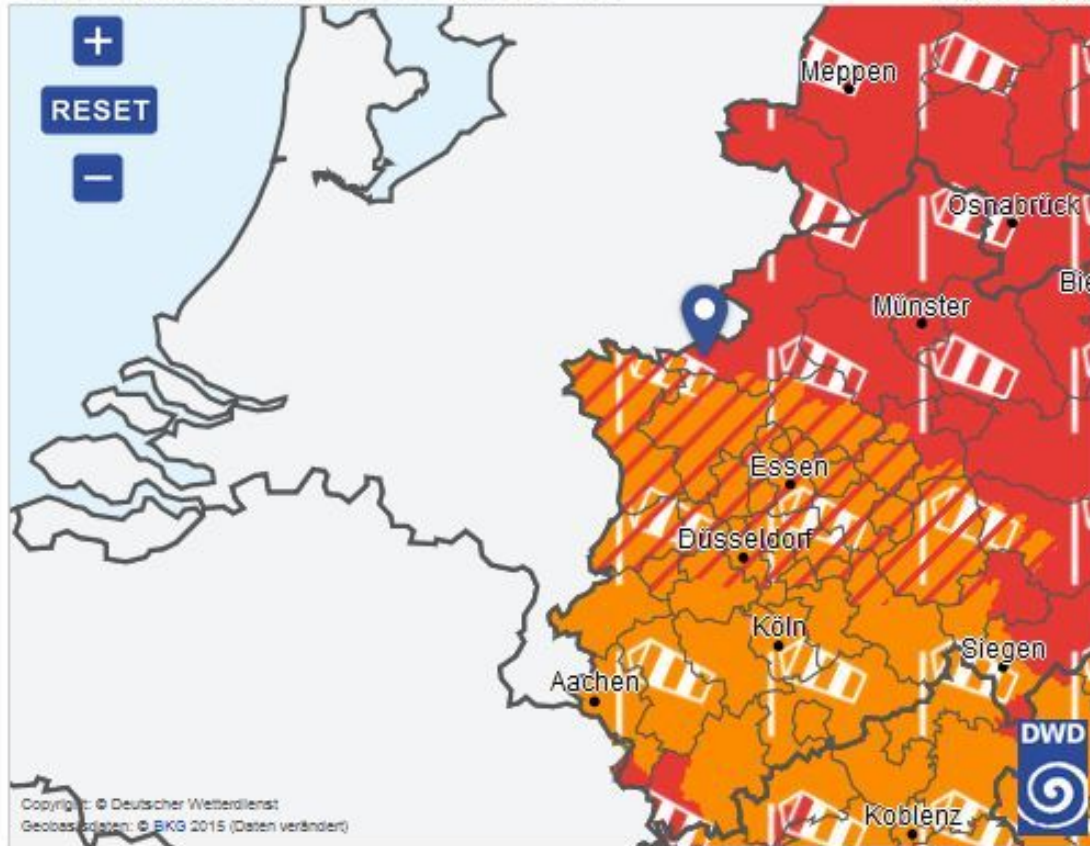 +
RESET
−
Meppen
Osnabrück
Bie
Münster
Essen
Düsseldorf
Köln
Siegen
Aachen
DWD
Koblenz
Copyright: © Deutscher Wetterdienst
Geobasisdaten: © BKG 2015 (Daten verändert)